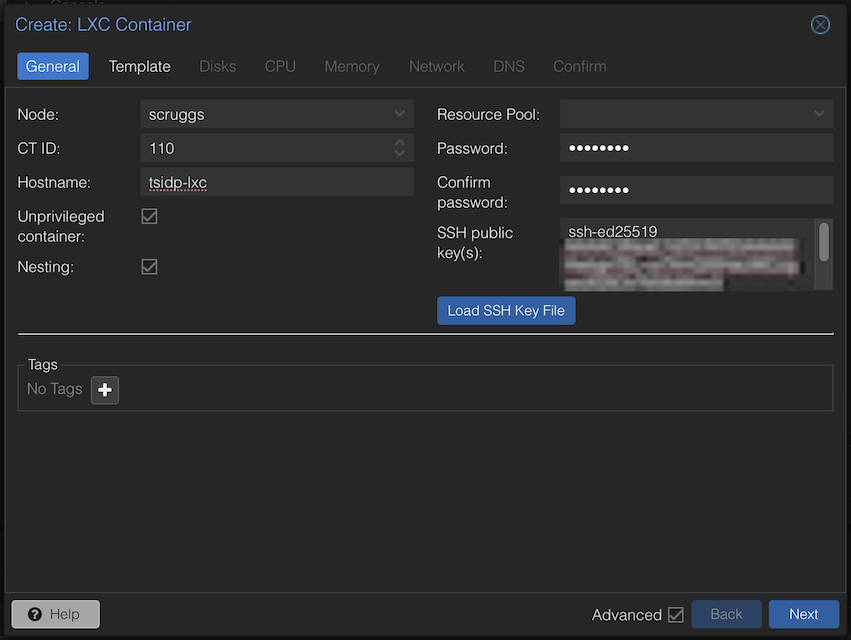 Create: LXC Container
General Template Disks CPU Memory Network DNS Confirm
Node: scruggs
CT ID: 110
Hostname: tsidp-lxc
Unprivileged
container:
Nesting:
Resource Pool:
Password: ••••••••
Confirm
password: ••••••••
SSH public
key(s):
ssh-ed25519
Load SSH Key File
Tags
No Tags
Help
Advanced Back Next